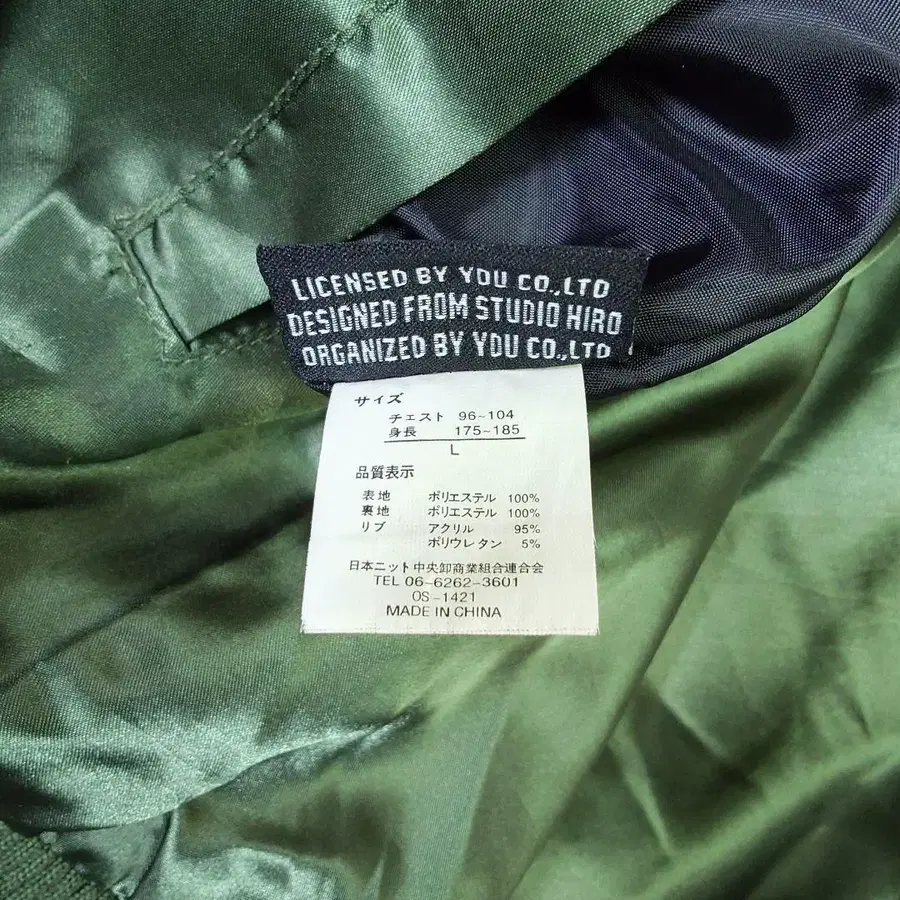 LICENSED BY YOU CO.,LTD
DESIGNED FROM STUDIO HIRO
ORGANIZED BY YOU CO.,LTD
サイズ
チェスト 96~104
身長 175~185
L
品質表示
表地 ポリエステル 100%
裏地 ポリエステル 100%
リブ アクリル 95%
ポリウレタン 5%
日本ニット中央卸商業組合連合会
TEL 06-6262-3601
OS-1421
MADE IN CHINA